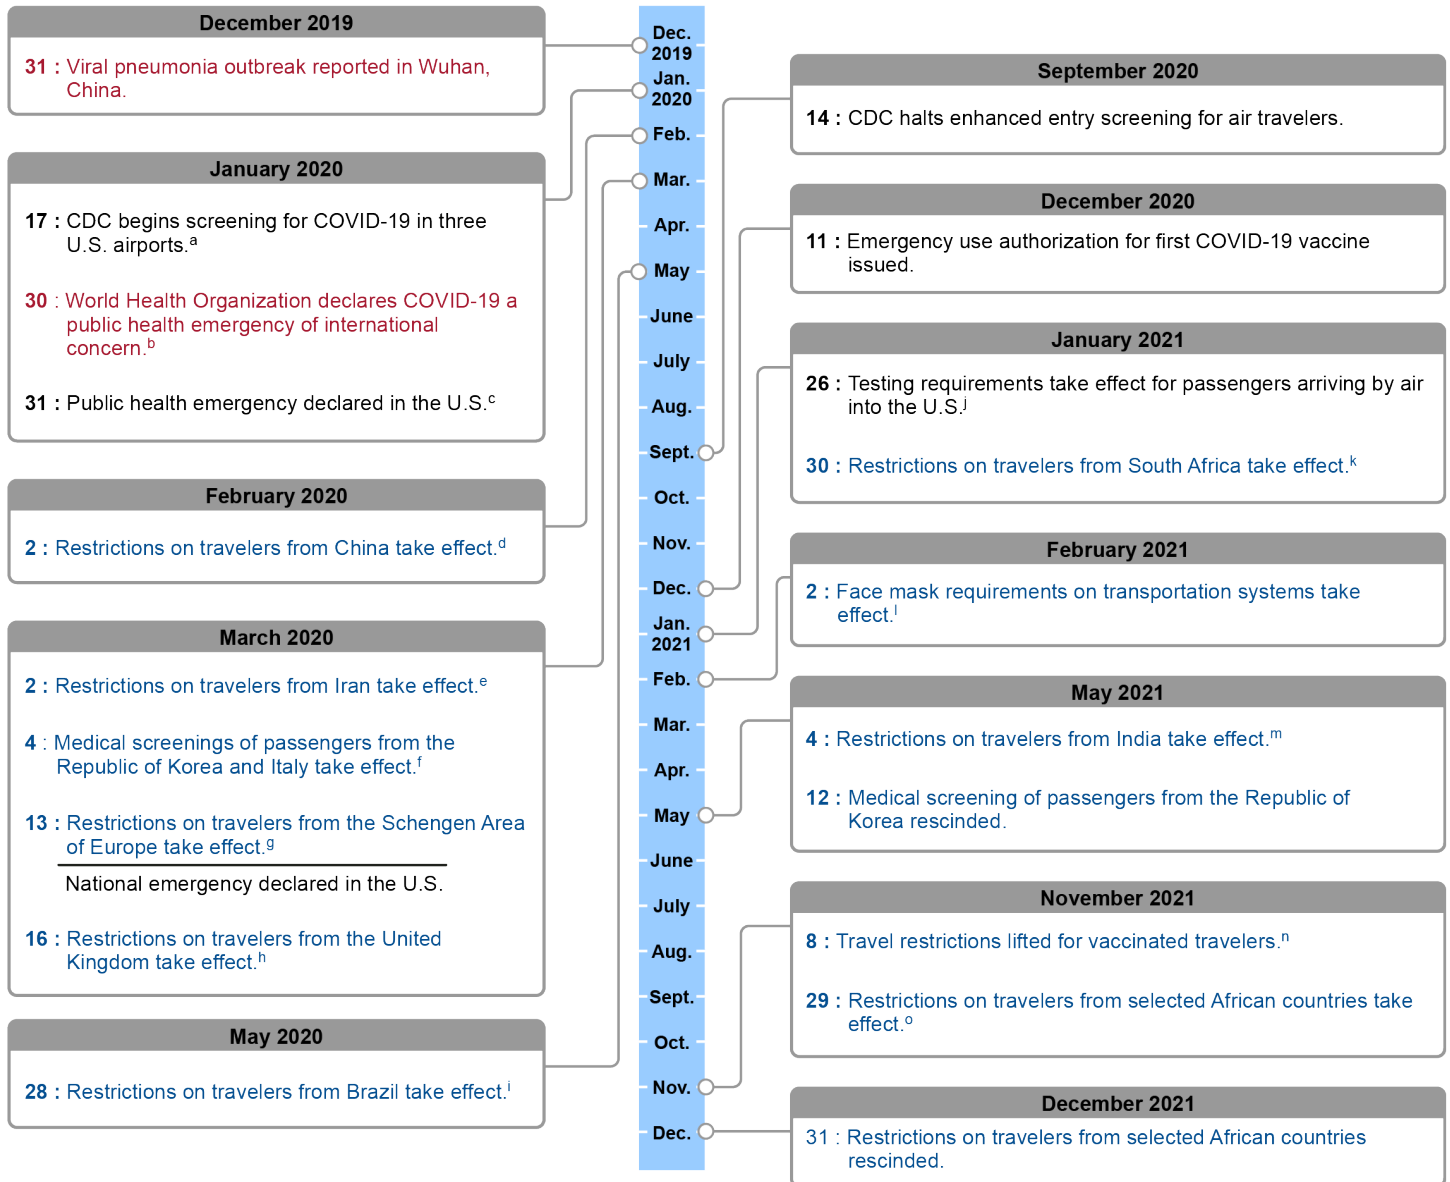 December 2019
31 : Viral pneumonia outbreak reported in Wuhan,
China.
January 2020
17 : CDC begins screening for COVID-19 in three
U.S. airports.a
30 : World Health Organization declares COVID-19 a
public health emergency of international
concern.b
31 : Public health emergency declared in the U.S.c
February 2020
2 : Restrictions on travelers from China take effect.d
March 2020
2 : Restrictions on travelers from Iran take effect.e
4 : Medical screenings of passengers from the
Republic of Korea and Italy take effect.f
13 : Restrictions on travelers from the Schengen Area
of Europe take effect.g
National emergency declared in the U.S.
16 : Restrictions on travelers from the United
Kingdom take effect.h
May 2020
28 : Restrictions on travelers from Brazil take effect.i
Dec.
2019
Jan.
2020
Feb.
Mar.
Apr.
May
June
July
Aug.
Sept.
Oct.
Nov.
Dec.
Jan.
2021
Feb.
Mar.
Apr.
May
June
July
Aug.
Sept.
Oct.
Nov.
Dec.
September 2020
14 : CDC halts enhanced entry screening for air travelers.
December 2020
11 : Emergency use authorization for first COVID-19 vaccine
issued.
January 2021
26 : Testing requirements take effect for passengers arriving by air
into the U.S.j
30 : Restrictions on travelers from South Africa take effect.k
February 2021
2 : Face mask requirements on transportation systems take
effect.l
May 2021
4 : Restrictions on travelers from India take effect.m
12 : Medical screening of passengers from the Republic of
Korea rescinded.
November 2021
8 : Travel restrictions lifted for vaccinated travelers.n
29 : Restrictions on travelers from selected African countries take
effect.o
December 2021
31 : Restrictions on travelers from selected African countries
rescinded.